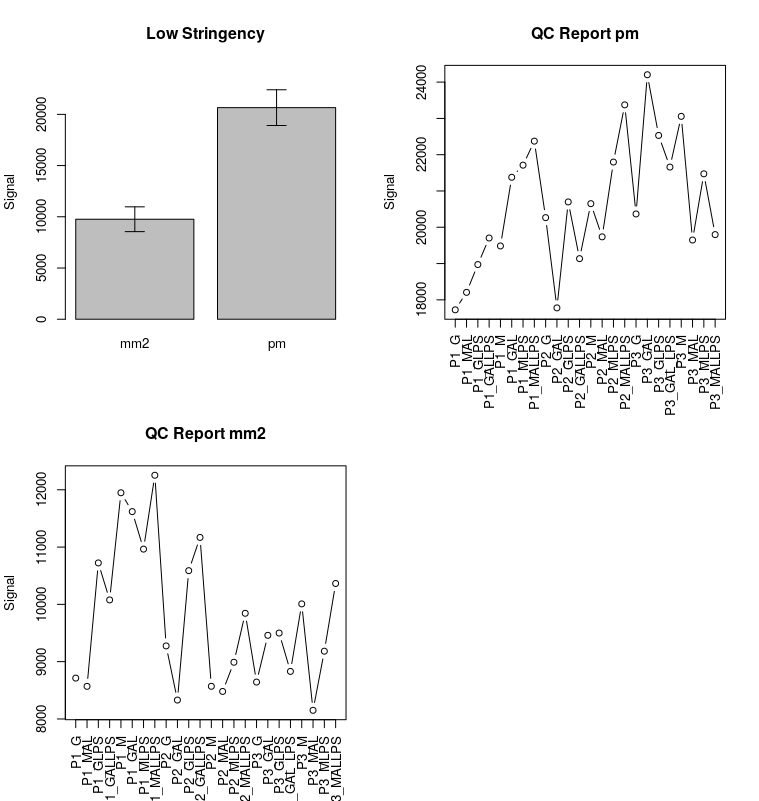 Low Stringency
Signal
20000
15000
10000
5000
0
mm2
pm
QC Report pm
Signal
24000
22000
20000
18000
P1_G
P1_MAL
P1_GLPS
P1_GALLPS
P1_M
P1_GAL
P1_MLPS
P1_MALLPS
P2_G
P2_GAL
P2_GLPS
P2_GALLPS
P2_M
P2_MAL
P2_MLPS
P2_MALLPS
P3_G
P3_GAL
P3_GLPS
P3_GAL_LPS
P3_M
P3_MAL
P3_MLPS
P3_MALLPS
QC Report mm2
Signal
12000
11000
10000
9000
8000
P1_G
P1_MAL
P1_GLPS
1_GALLPS
P1_M
P1_GAL
P1_MLPS
1_MALLPS
P2_G
P2_GAL
P2_GLPS
2_GALLPS
P2_M
P2_MAL
P2_MLPS
2_MALLPS
P3_G
P3_GAL
P3_GLPS
_GAL_LPS
P3_M
P3_MAL
P3_MLPS
3_MALLPS